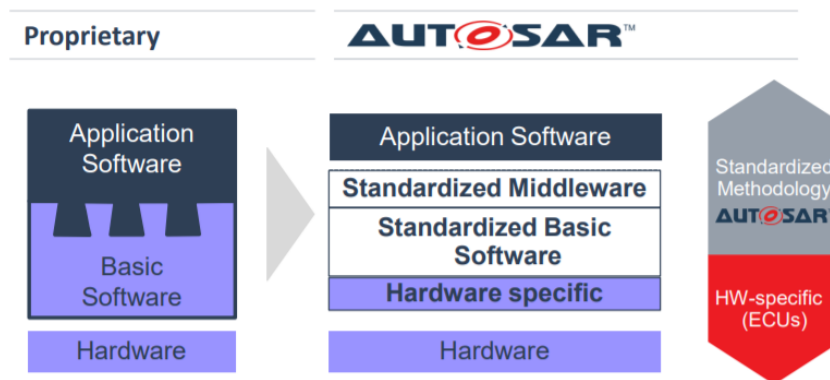 Proprietary
AUTOSAR™
Application
Software
Basic
Software
Hardware
Application Software
Standardized Middleware
Standardized Basic
Software
Hardware specific
Hardware
Standardized
Methodology
AUTOSAR
HW-specific
(ECUs)